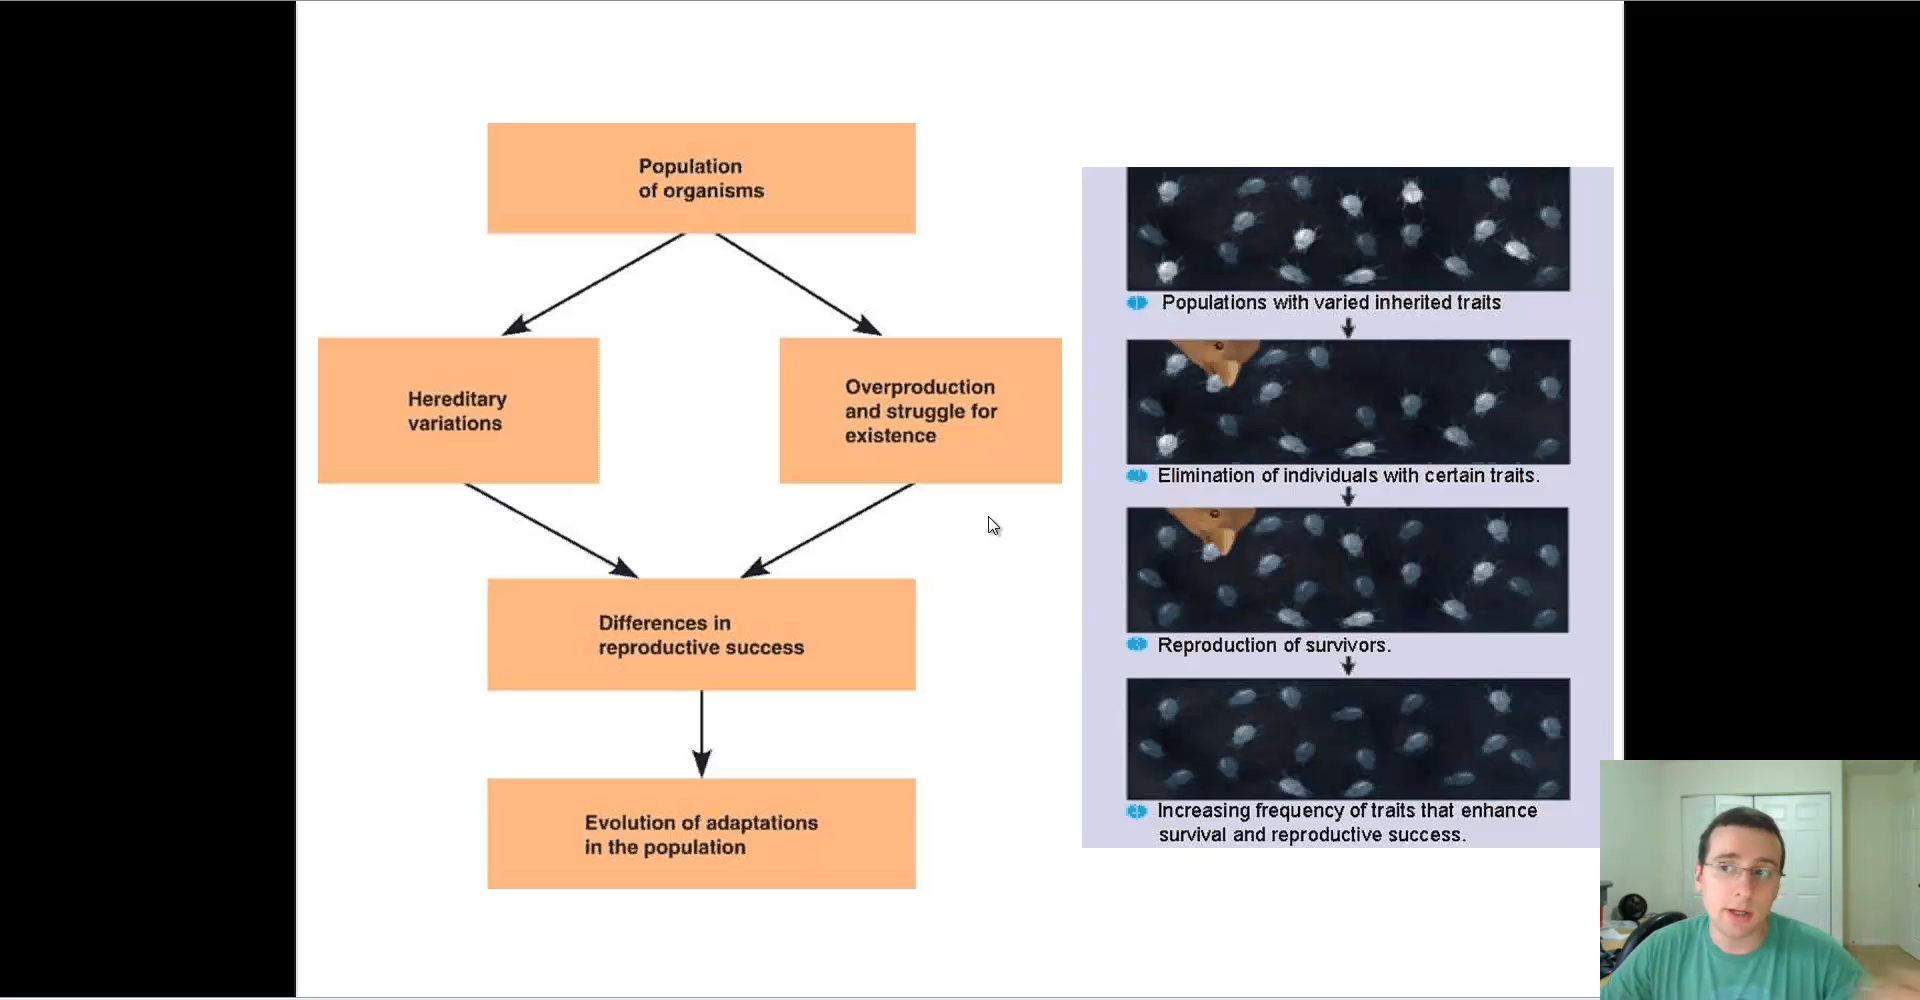 Population
of organisms
Hereditary
variations
Overproduction
and struggle for
existence
Differences in
reproductive success
Evolution of adaptations
in the population
Populations with varied inherited traits
Elimination of individuals with certain traits.
Reproduction of survivors.
Increasing frequency of traits that enhance
survival and reproductive success.